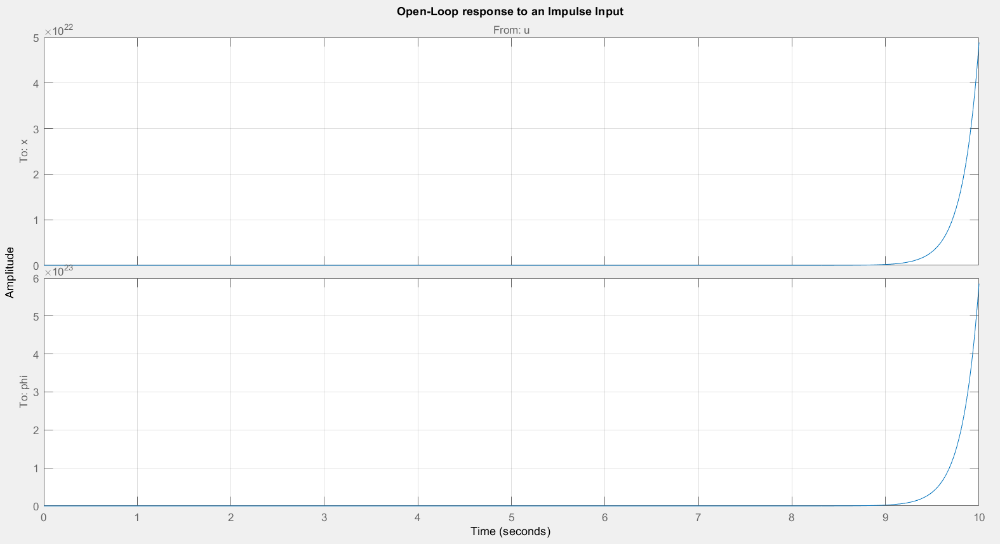 Open-Loop response to an Impulse Input
From: u
×10^22
5
4
3
2
1
0
To: x
Amplitude
×10^23
6
5
4
3
2
1
0
To: phi
0 1 2 3 4 5 6 7 8 9 10
Time (seconds)